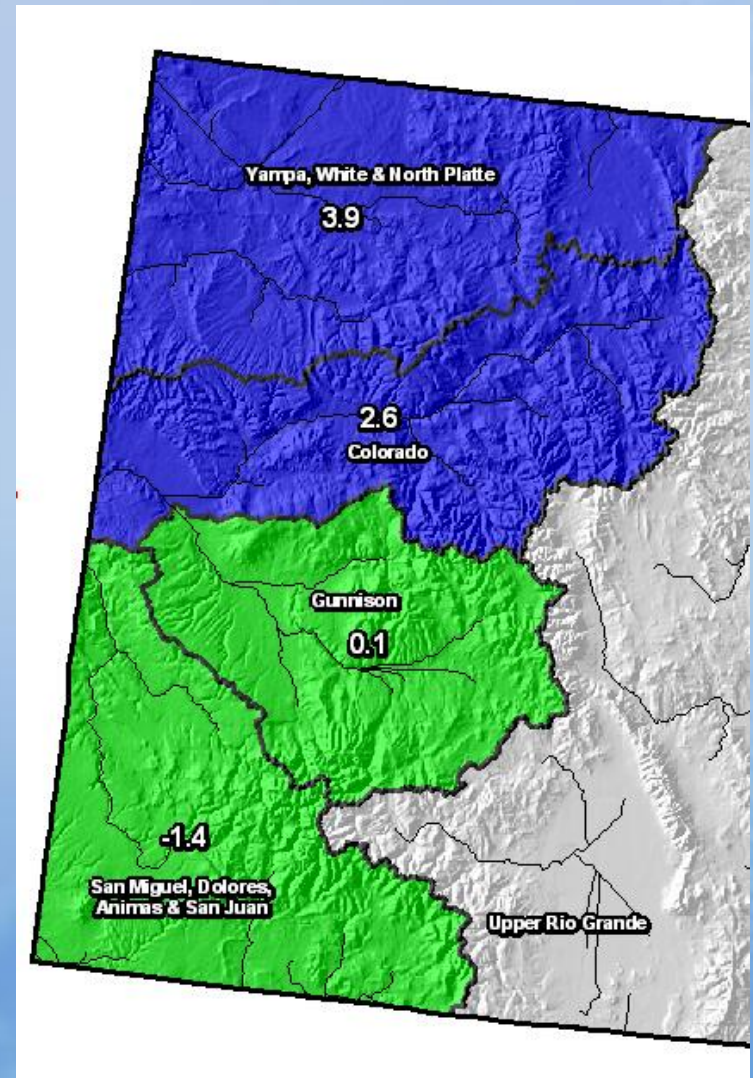 Yampa, White & North Platte
3.9
2.6
Colorado
Gunnison
0.1
-1.4
San Miguel, Dolores,
Animas & San Juan
Upper Rio Grande